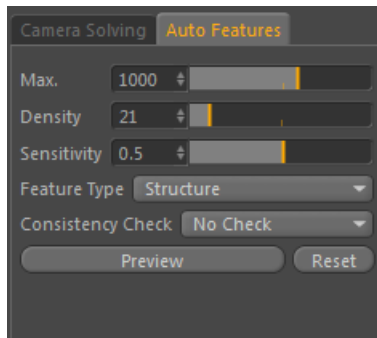 Camera Solving Auto Features
Max. 1000
Density 21
Sensitivity 0.5
Feature Type Structure
Consistency Check No Check
Preview Reset